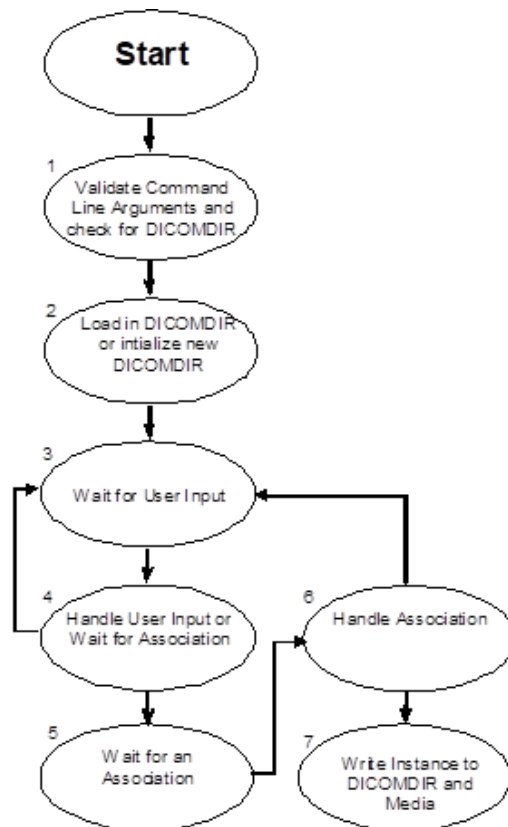 Start
1
Validate Command
Line Arguments and
check for DICOMDIR
2
Load in DICOMDIR
or intialize new
DICOMDIR
3
Wait for User Input
4
Handle User Input or
Wait for Association
5
Wait for an
Association
6
Handle Association
7
Write Instance to
DICOMDIR and
Media